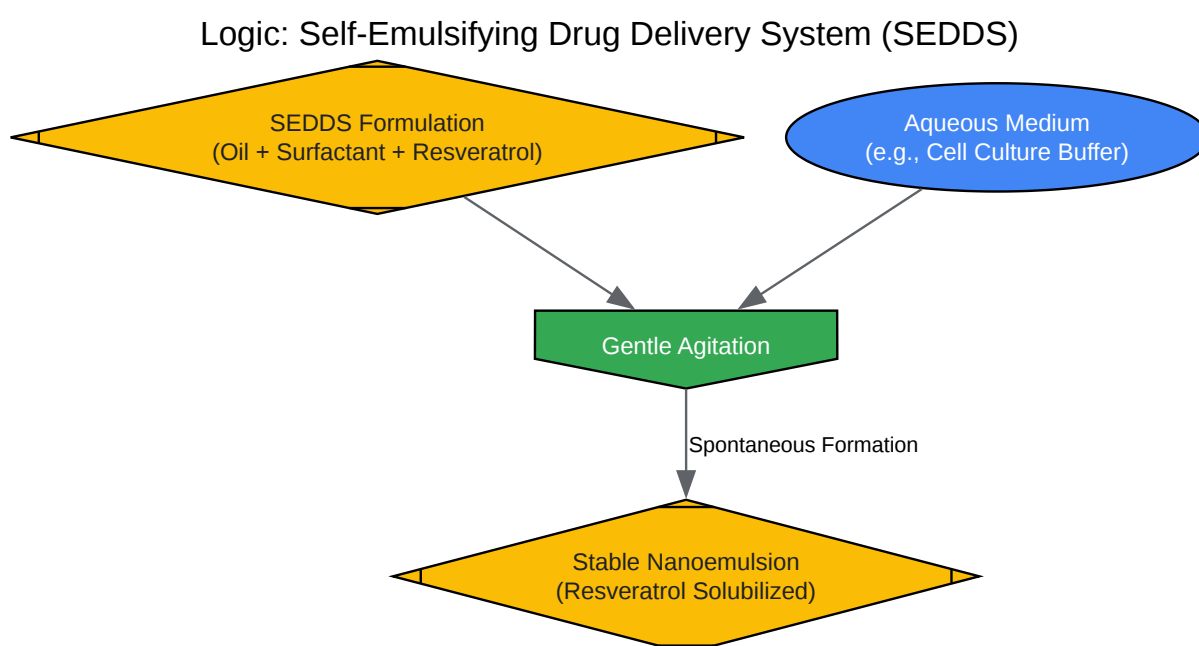 Logic: Self-Emulsifying Drug Delivery System (SEDDS)
SEDDS Formulation
(Oil + Surfactant + Resveratrol)
Aqueous Medium
(e.g., Cell Culture Buffer)
Gentle Agitation
Spontaneous Formation
Stable Nanoemulsion
(Resveratrol Solubilized)